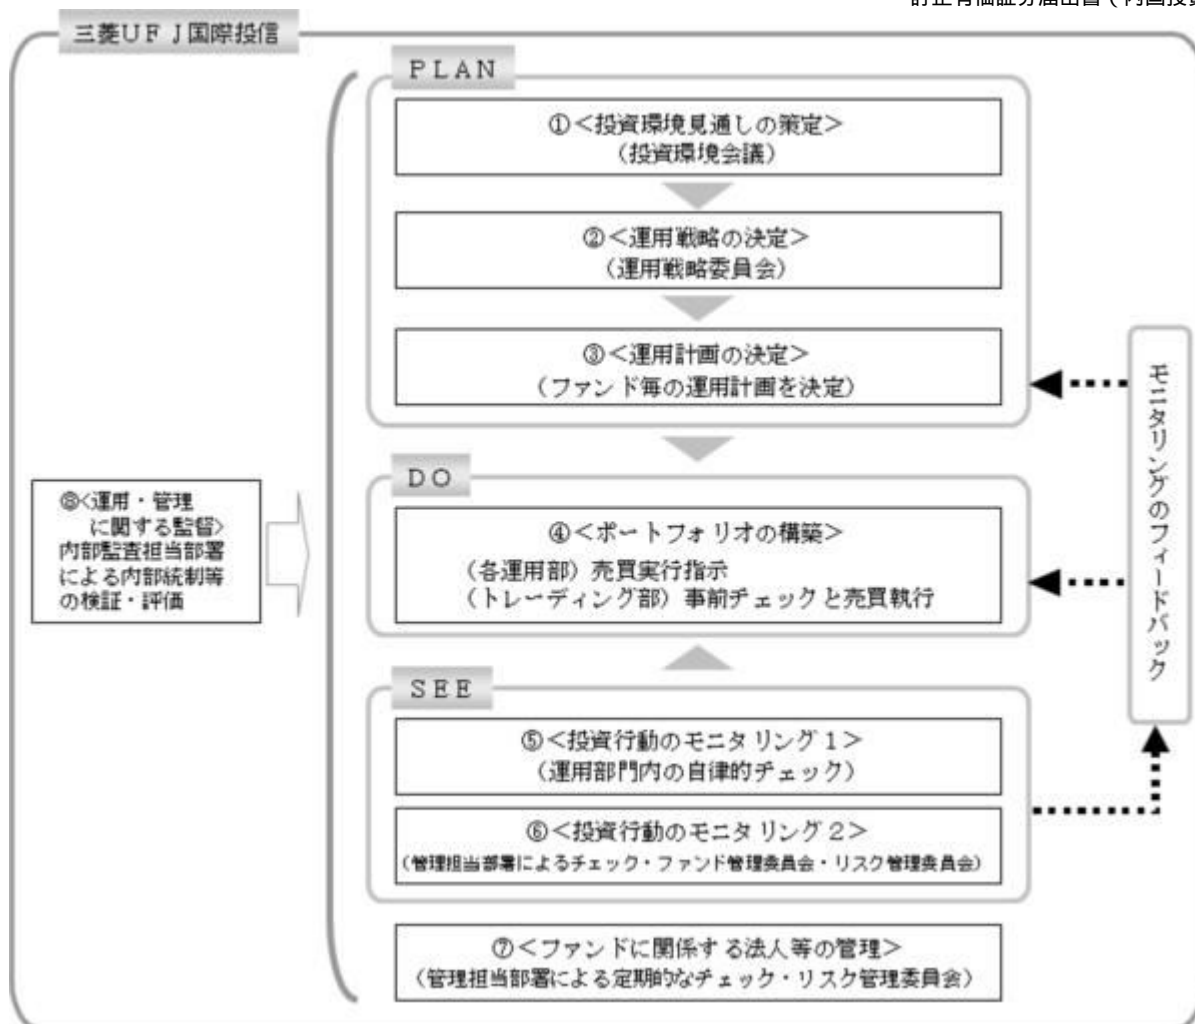 訂正有価証券届出書(内国投資
三菱UFJ国際投信
PLAN
①<投資環境見通しの策定>
(投資環境会議)
②<運用戦略の決定>
(運用戦略委員会)
③<運用計画の決定>
(ファンド毎の運用計画を決定)
DO
④<ポートフォリオの構築>
(各運用部)売買実行指示
(トレーディング部)事前チェックと売買執行
SEE
⑤<投資行動のモニタリング1>
(運用部門内の自律的チェック)
⑥<投資行動のモニタリング2>
(管理担当部署によるチェック・ファンド管理委員会・リスク管理委員会)
⑦<ファンドに関係する法人等の管理>
(管理担当部署による定期的なチェック・リスク管理委員会)
⑧<運用・管理
に関する監督>
内部監査担当部署
による内部統制等
の検証・評価
モニタリングのフィードバック